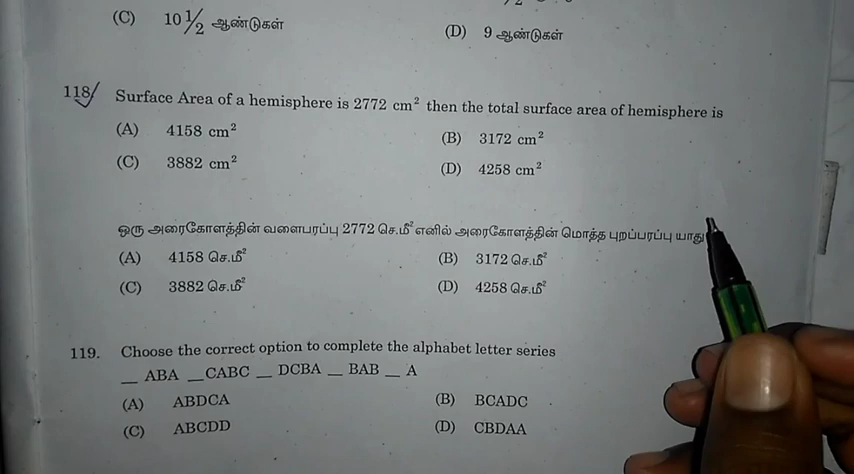 (C) 10 1/2 ஆண்டுகள்
(D) 9 ஆண்டுகள்
118. Surface Area of a hemisphere is 2772 cm² then the total surface area of hemisphere is
(A) 4158 cm²
(B) 3172 cm²
(C) 3882 cm²
(D) 4258 cm²
ஒரு அரைகோளத்தின் வளைபரப்பு 2772 செ.மீ² எனில் அரைகோளத்தின் மொத்த புறப்பரப்பு யாது
(A) 4158 செ.மீ²
(B) 3172 செ.மீ²
(C) 3882 செ.மீ²
(D) 4258 செ.மீ²
119. Choose the correct option to complete the alphabet letter series
__ ABA __CABC __ DCBA __ BAB __ A
(A) ABDCA
(B) BCADC
(C) ABCDD
(D) CBDAA